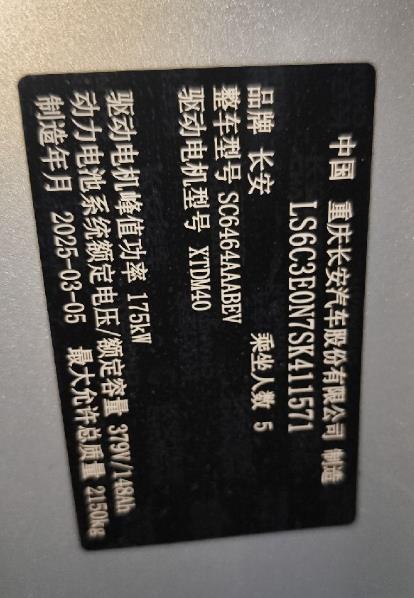 中国 重庆长安汽车股份有限公司 制造
LS6C3E0N7SK411571
品牌 长安 乘坐人数 5
整车型号 SC6464AAABEV
驱动电机型号 XTDM40
驱动电机峰值功率 175kW
动力电池系统额定电压/额定容量 379V/148Ah
制造年月 2025-03-05 最大允许总质量 2150kg